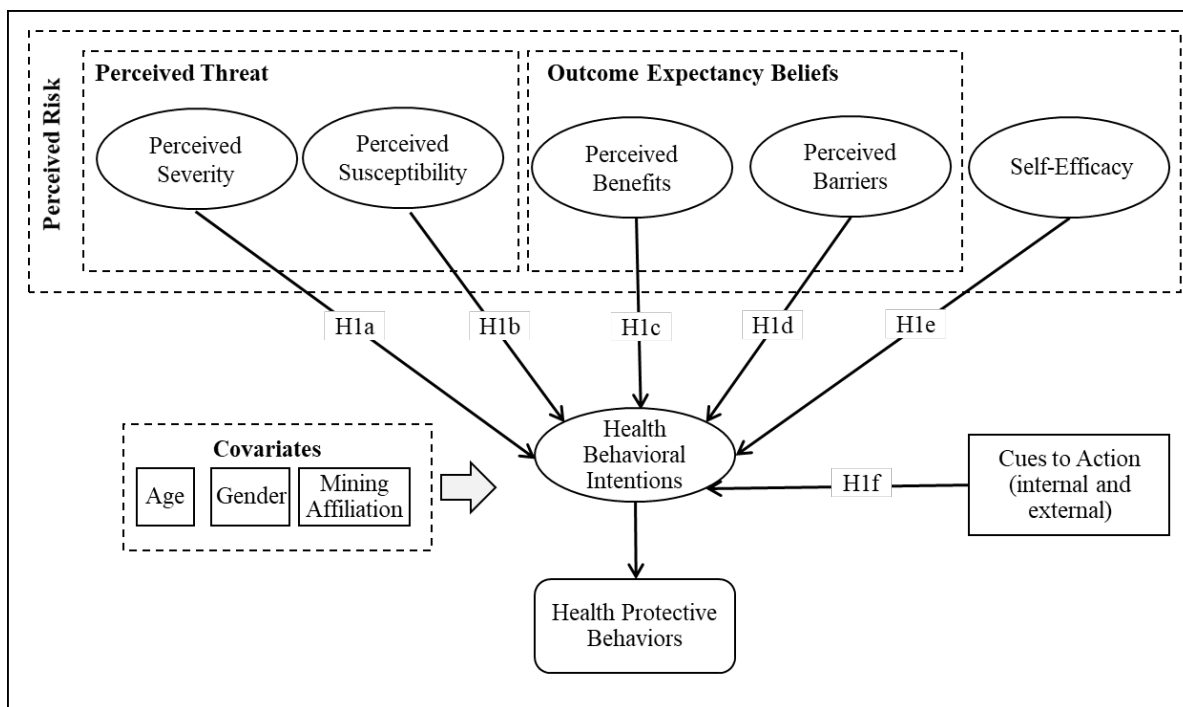 Perceived Risk
Perceived Threat
Perceived
Severity
Perceived
Susceptibility
Outcome Expectancy Beliefs
Perceived
Benefits
Perceived
Barriers
Self-Efficacy
H1a
H1b
H1c
H1d
H1e
Covariates
Age
Gender
Mining
Affiliation
Health
Behavioral
Intentions
H1f
Cues to Action
(internal and
external)
Health Protective
Behaviors